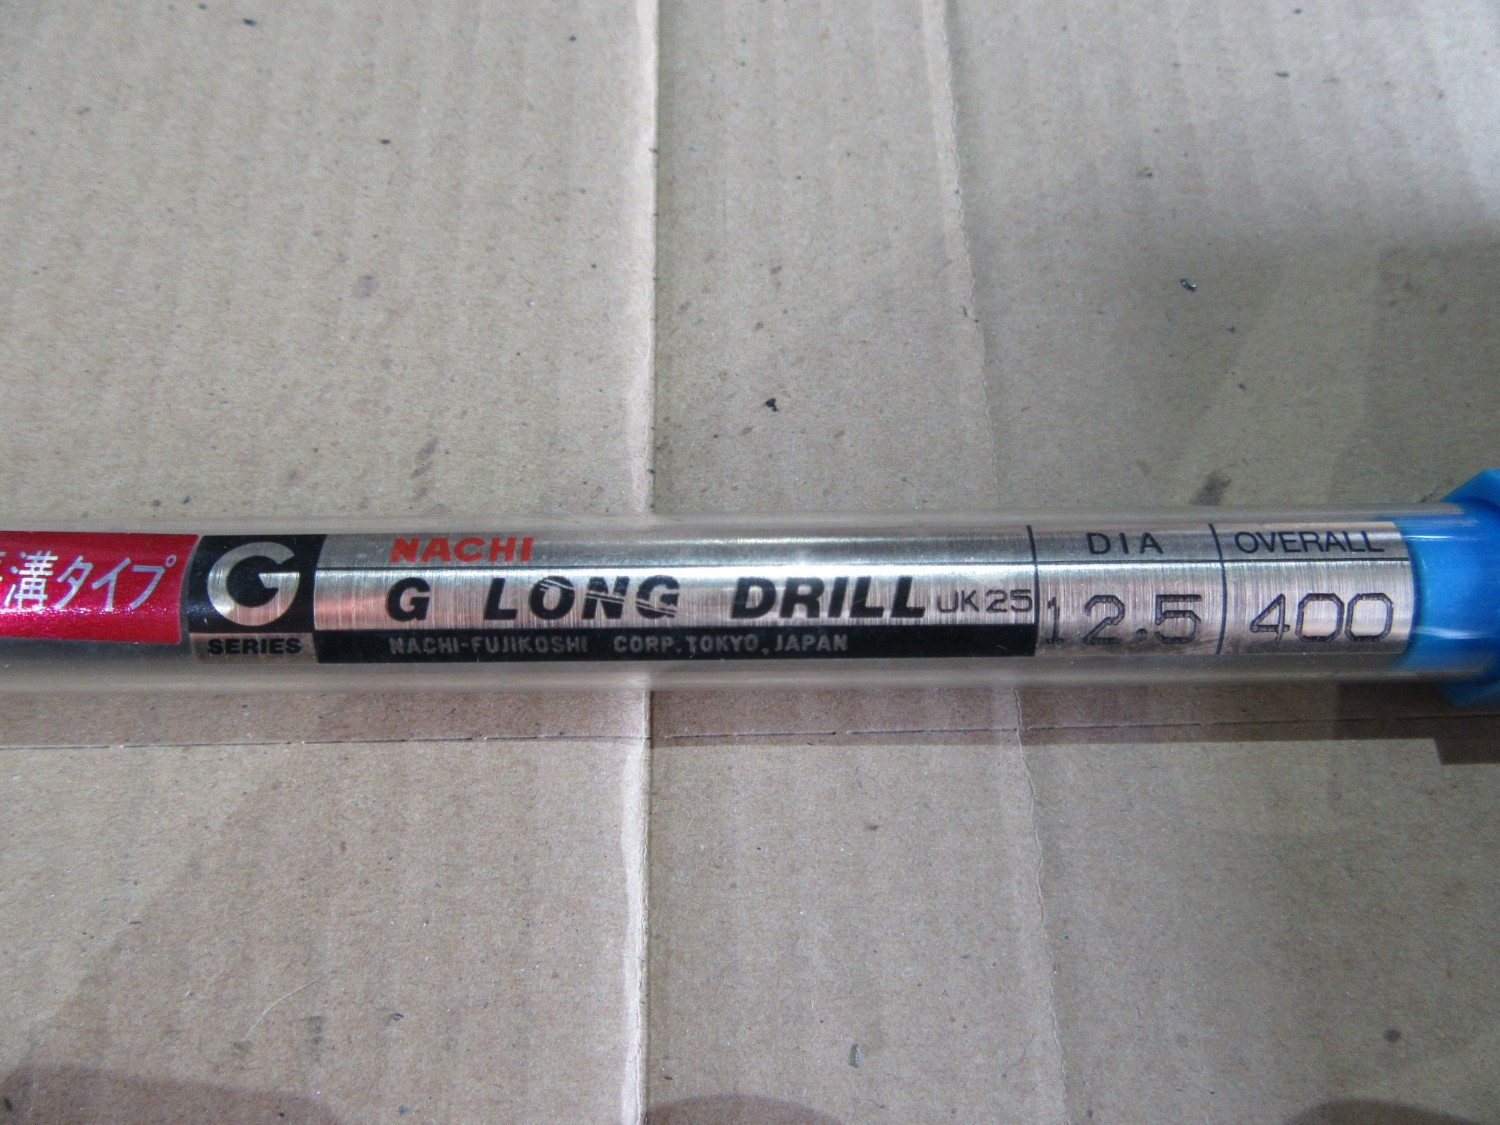 溝タイプ
G
SERIES
NACHI
G LONG DRILL UK25
NACHI-FUJIKOSHI CORP. TOKYO, JAPAN
DIA
12.5
OVERALL
400